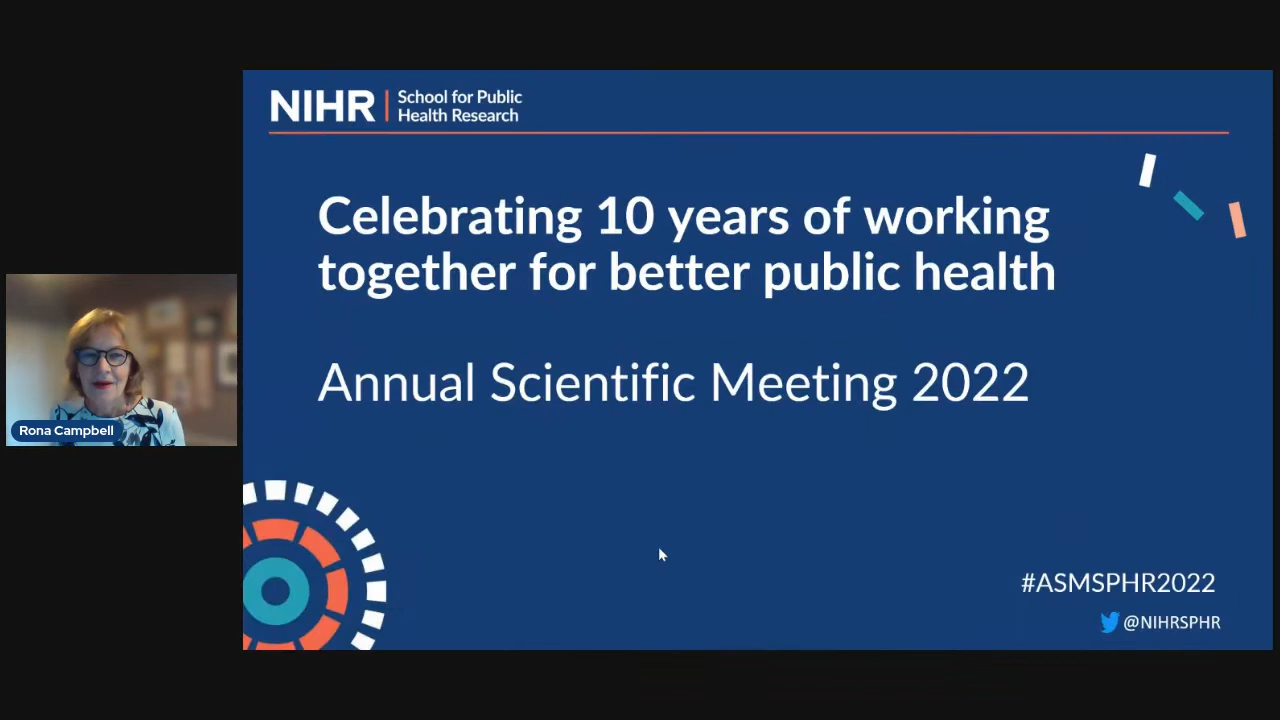 NIHR | School for Public
Health Research
Celebrating 10 years of working
together for better public health
Annual Scientific Meeting 2022
Rona Campbell
#ASMSPHR2022
@NIHRSPHR